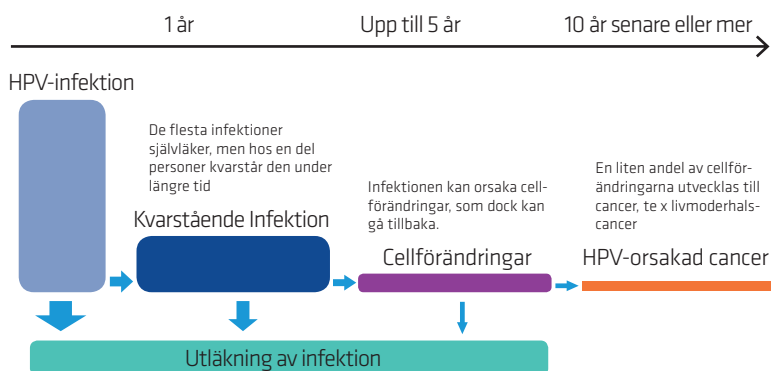 1 år
Upp till 5 år
10 år senare eller mer
HPV-infektion
De flesta infektioner
självläker, men hos en del
personer kvarstår den under
längre tid
Kvarstående Infektion
Infektionen kan orsaka cell-
förändringar, som dock kan
gå tillbaka.
Cellförändringar
En liten andel av cellför-
ändringarna utvecklas till
cancer, te x livmoderhals-
cancer
HPV-orsakad cancer
Utläkning av infektion